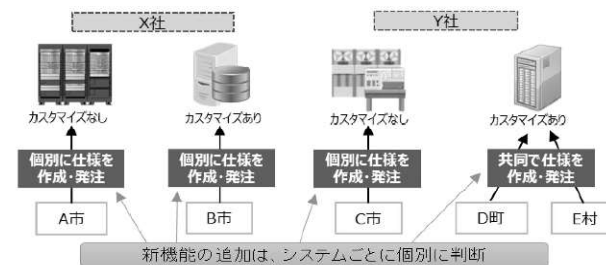 X社
Y社
カスタマイズなし
カスタマイズあり
カスタマイズなし
カスタマイズあり
個別に仕様を
作成・発注
個別に仕様を
作成・発注
個別に仕様を
作成・発注
共同で仕様を
作成・発注
A市
B市
C市
D町
E村
新機能の追加は、システムごとに個別に判断